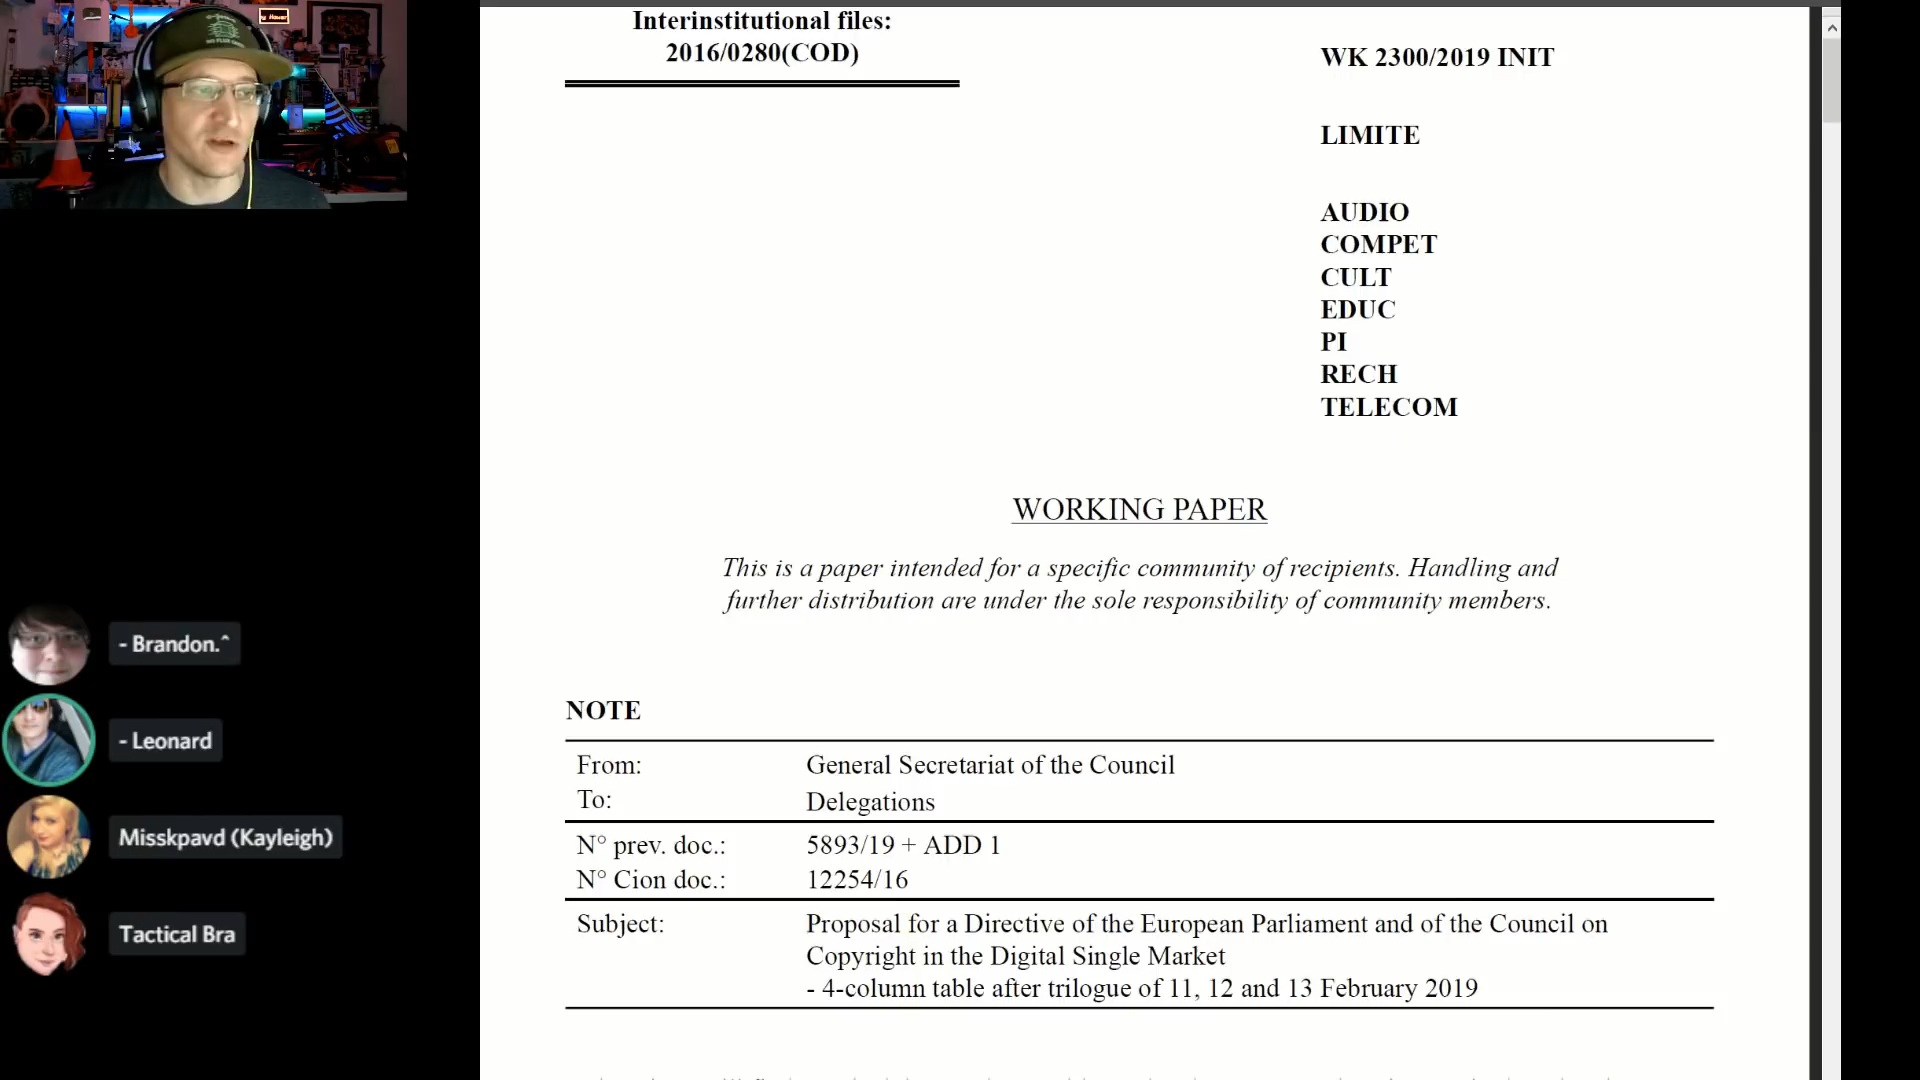 Interinstitutional files:
2016/0280(COD)
WK 2300/2019 INIT
LIMITE
AUDIO
COMPET
CULT
EDUC
PI
RECH
TELECOM
WORKING PAPER
This is a paper intended for a specific community of recipients. Handling and
further distribution are under the sole responsibility of community members.
NOTE
From: General Secretariat of the Council
To: Delegations
N° prev. doc.: 5893/19 + ADD 1
N° Cion doc.: 12254/16
Subject: Proposal for a Directive of the European Parliament and of the Council on
Copyright in the Digital Single Market
- 4-column table after trilogue of 11, 12 and 13 February 2019
- Brandon.^
- Leonard
Misskpavd (Kayleigh)
Tactical Bra